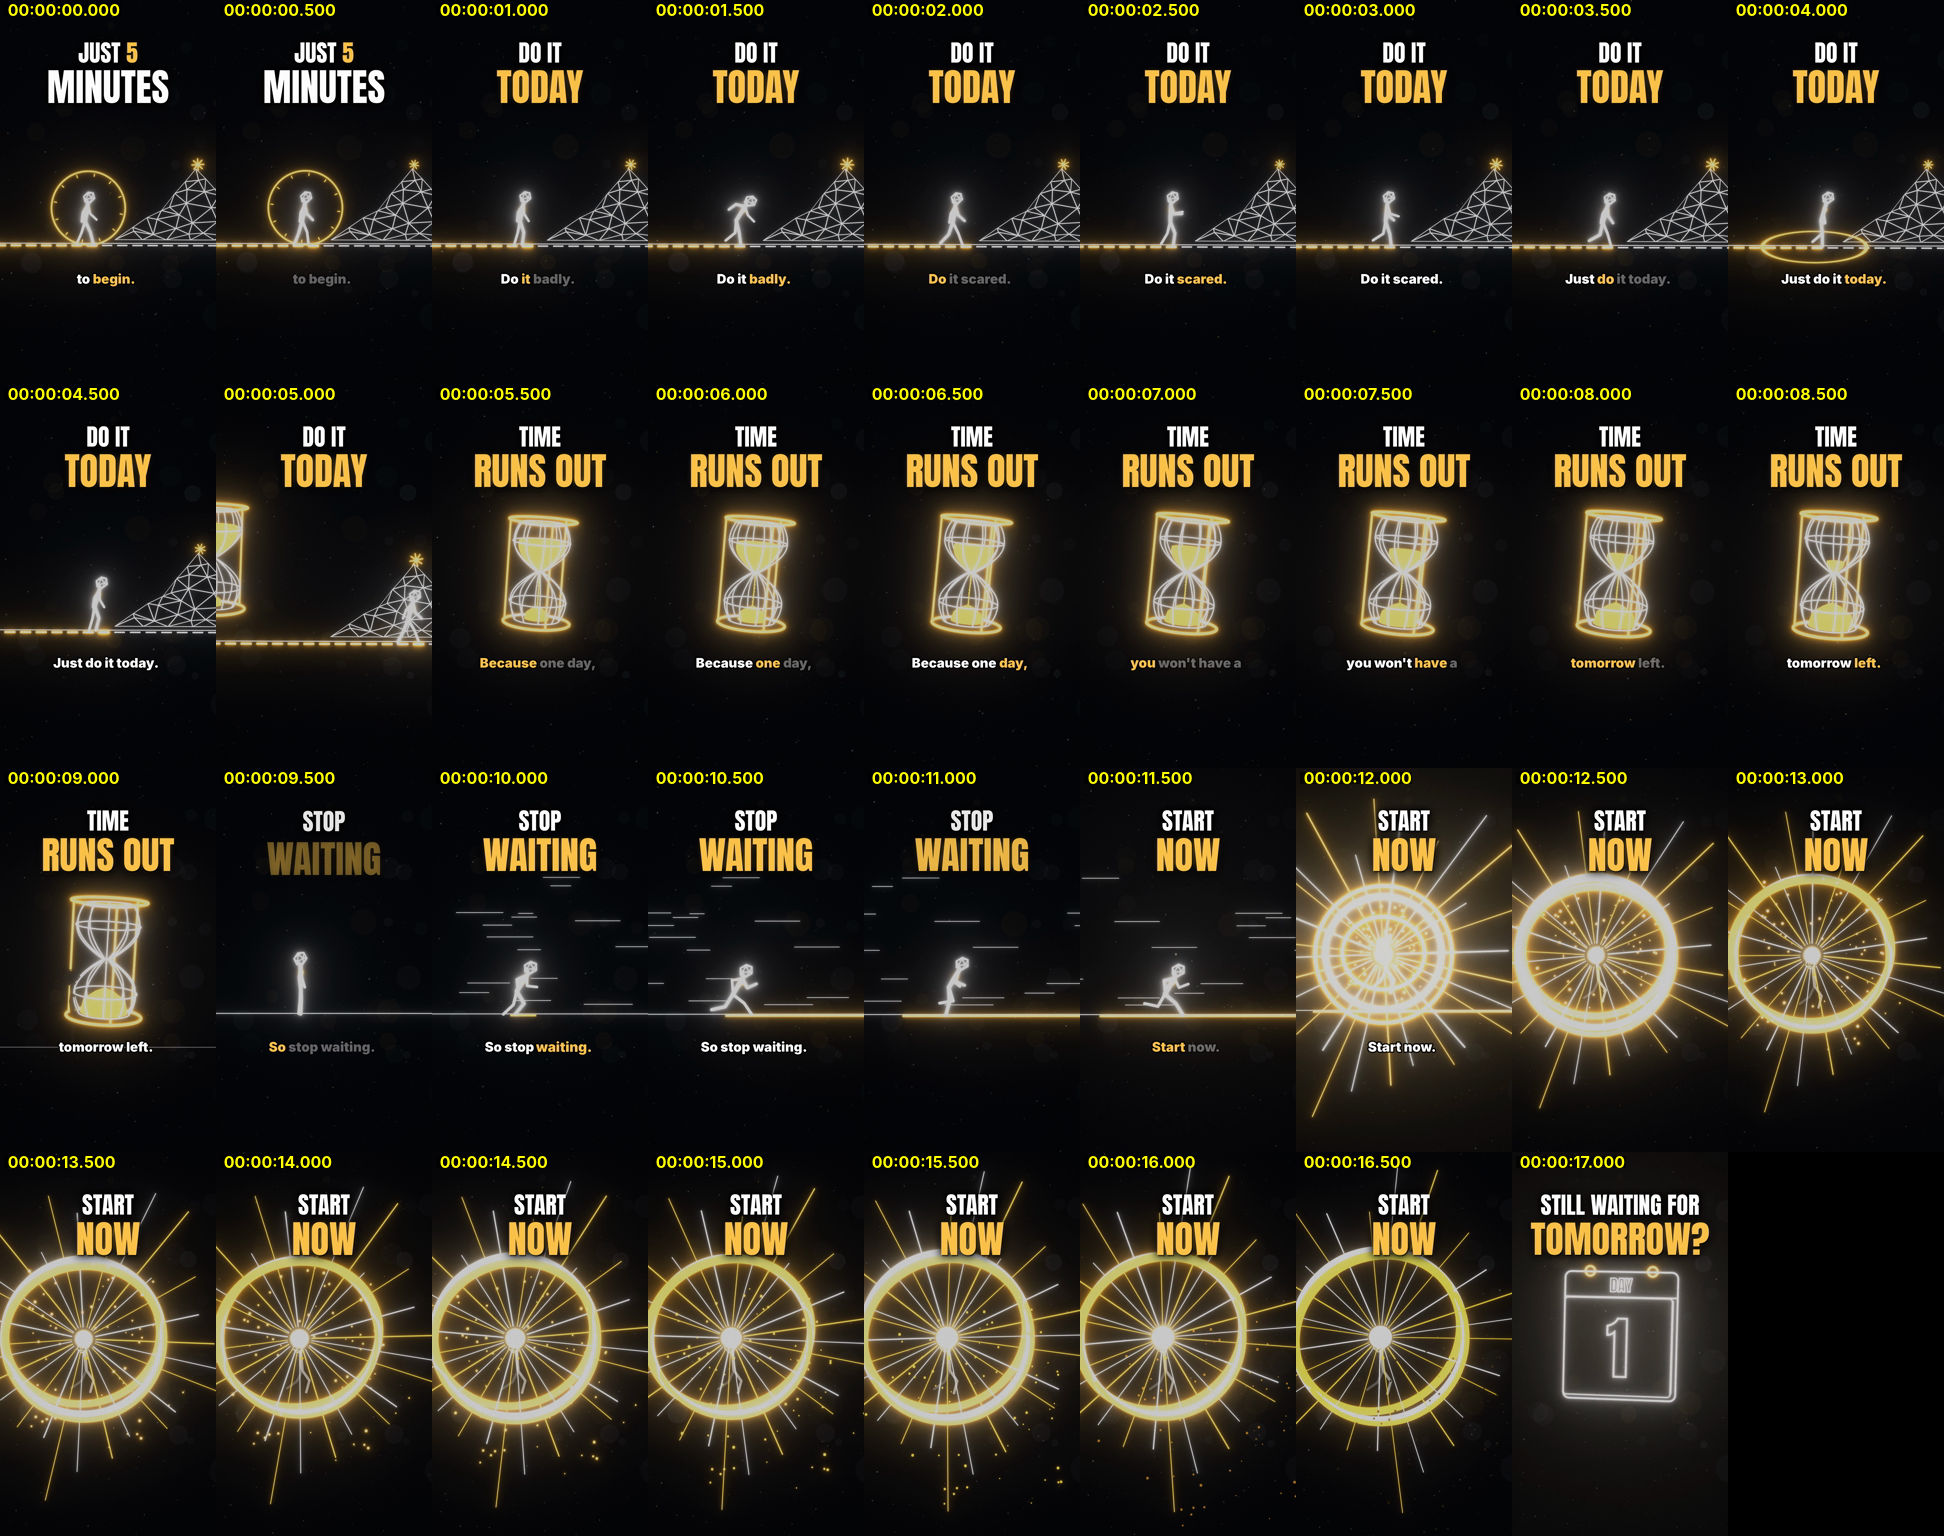 00:00:00.000
JUST 5
MINUTES
to begin.
00:00:00.500
JUST 5
MINUTES
to begin.
00:00:01.000
DO IT
TODAY
Do it badly.
00:00:01.500
DO IT
TODAY
Do it badly.
00:00:02.000
DO IT
TODAY
Do it scared.
00:00:02.500
DO IT
TODAY
Do it scared.
00:00:03.000
DO IT
TODAY
Do it scared.
00:00:03.500
DO IT
TODAY
Just do it today.
00:00:04.000
DO IT
TODAY
Just do it today.
00:00:04.500
DO IT
TODAY
Just do it today.
00:00:05.000
DO IT
TODAY
00:00:05.500
TIME
RUNS OUT
Because one day,
00:00:06.000
TIME
RUNS OUT
Because one day,
00:00:06.500
TIME
RUNS OUT
Because one day,
00:00:07.000
TIME
RUNS OUT
you won't have a
00:00:07.500
TIME
RUNS OUT
you won't have a
00:00:08.000
TIME
RUNS OUT
tomorrow left.
00:00:08.500
TIME
RUNS OUT
tomorrow left.
00:00:09.000
TIME
RUNS OUT
tomorrow left.
00:00:09.500
STOP
WAITING
So stop waiting.
00:00:10.000
STOP
WAITING
So stop waiting.
00:00:10.500
STOP
WAITING
So stop waiting.
00:00:11.000
STOP
WAITING
00:00:11.500
START
NOW
Start now.
00:00:12.000
START
NOW
Start now.
00:00:12.500
START
NOW
00:00:13.000
START
NOW
00:00:13.500
START
NOW
00:00:14.000
START
NOW
00:00:14.500
START
NOW
00:00:15.000
START
NOW
00:00:15.500
START
NOW
00:00:16.000
START
NOW
00:00:16.500
START
NOW
00:00:17.000
STILL WAITING FOR
TOMORROW?
DAY
1